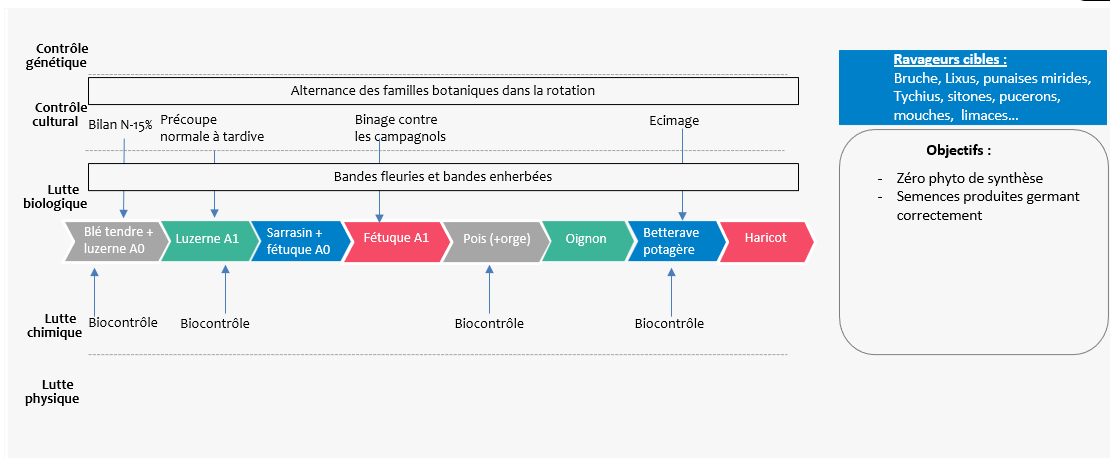 Contrôle
génétique
Alternance des familles botaniques dans la rotation
Contrôle
cultural
Bilan N-15%
Précoupe
normale à tardive
Binage contre
les campagnols
Ecimage
Bandes fleuries et bandes enherbées
Lutte
biologique
Blé tendre +
luzerne A0
Luzerne A1
Sarrasin +
fétuque A0
Fétuque A1
Pois (+orge)
Oignon
Betterave
potagère
Haricot
Lutte
chimique
Biocontrôle
Biocontrôle
Biocontrôle
Biocontrôle
Lutte
physique
Ravageurs cibles :
Bruche, Lixus, punaises mirides,
Tychius, sitones, pucerons,
mouches, limaces...
Objectifs :
- Zéro phyto de synthèse
- Semences produites germant
correctement